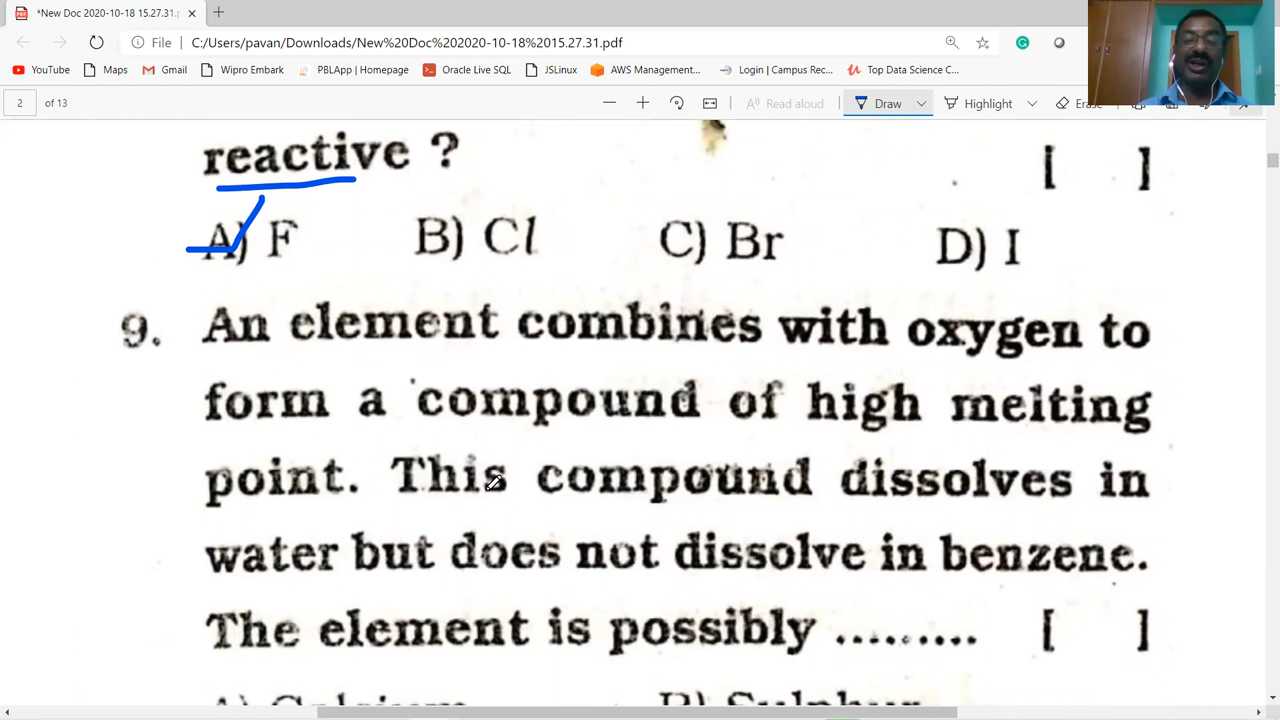 *New Doc 2020-10-18 15.27.31.p
File C:/Users/pavan/Downloads/New%20Doc%202020-10-18%2015.27.31.pdf
YouTube Maps Gmail Wipro Embark PBLApp | Homepage Oracle Live SQL JSLinux AWS Management... Login | Campus Rec... Top Data Science C...
2 of 13 Read aloud Draw Highlight Erase
reactive ? [ ]
A) F B) Cl C) Br D) I
9. An element combines with oxygen to
form a compound of high melting
point. This compound dissolves in
water but does not dissolve in benzene.
The element is possibly ......... [ ]
A) Calcium B) Sulphur